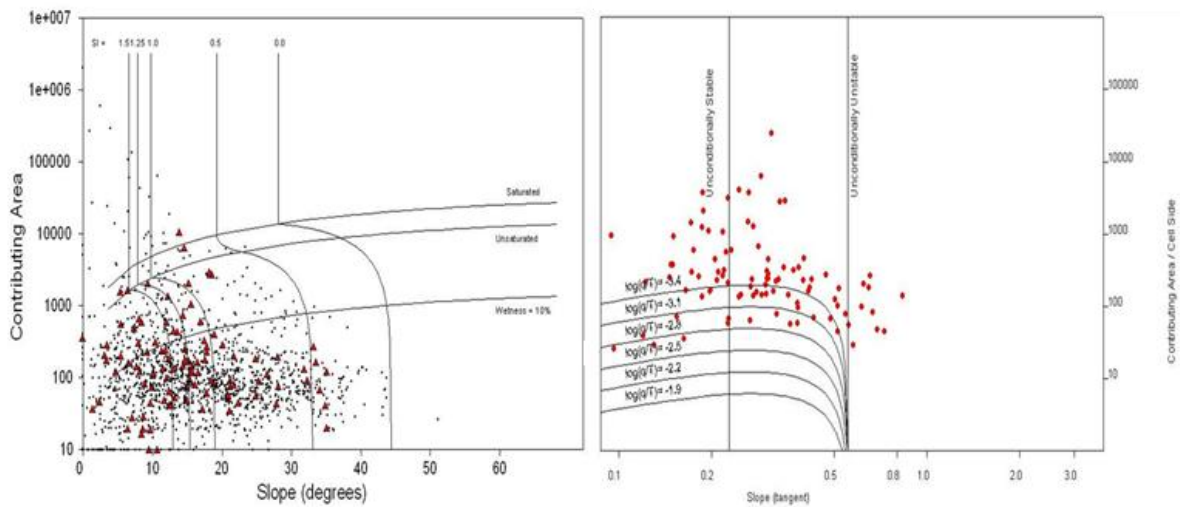 1e+007
SI = 1.5 1.25 1.0 0.5 0.0
1e+006
100000
10000
1000
100
10
Contributing Area
Saturated
Unsaturated
Wetness = 10%
0 10 20 30 40 50 60
Slope (degrees)
Unconditionally Stable
Unconditionally Unstable
log(q/T)= -3.4
log(q/T)= -3.1
log(q/T)= -2.8
log(q/T)= -2.5
log(q/T)= -2.2
log(q/T)= -1.9
100000
10000
1000
100
10
Contributing Area / Cell Side
0.1 0.2 0.5 0.8 1.0 2.0 3.0
Slope (tangent)